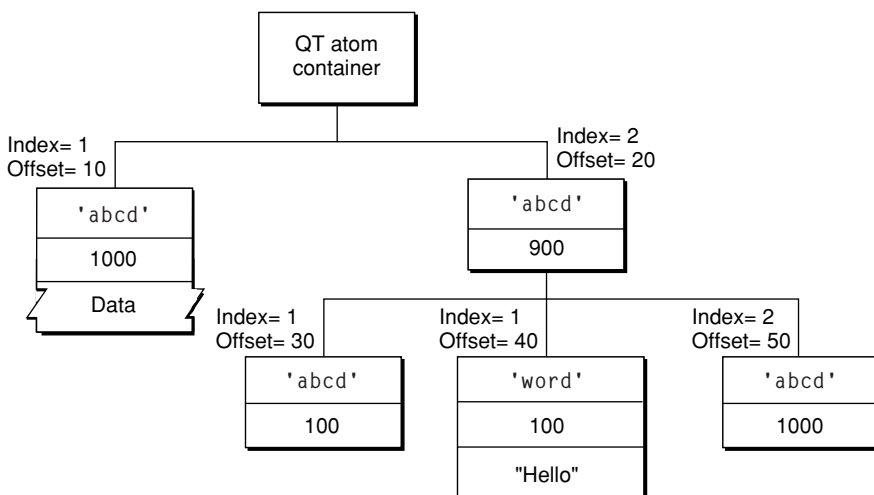 QT atom
container
Index= 1
Offset= 10
Index= 2
Offset= 20
'abcd'
1000
Data
'abcd'
900
Index= 1
Offset= 30
Index= 1
Offset= 40
Index= 2
Offset= 50
'abcd'
100
'word'
100
"Hello"
'abcd'
1000